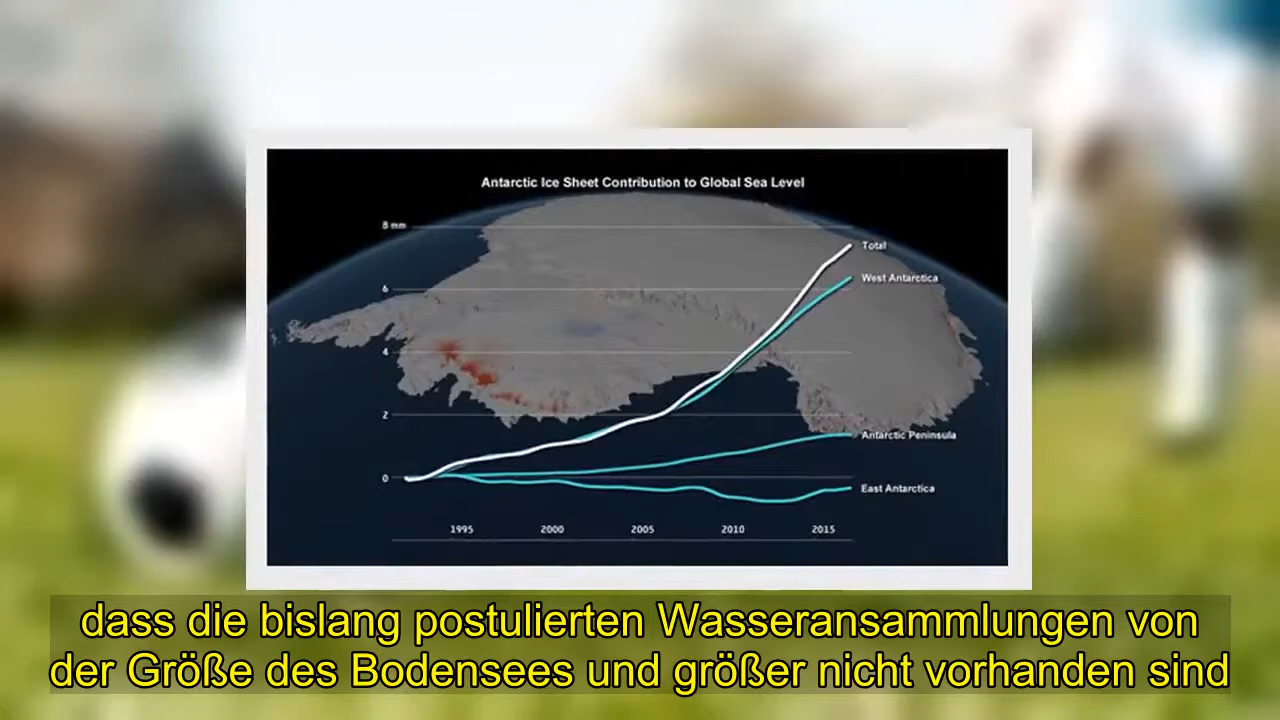 Antarctic Ice Sheet Contribution to Global Sea Level
8 mm
Total
West Antarctica
6
4
2
Antarctic Peninsula
0
East Antarctica
1995 2000 2005 2010 2015
dass die bislang postulierten Wasseransammlungen von
der Größe des Bodensees und größer nicht vorhanden sind